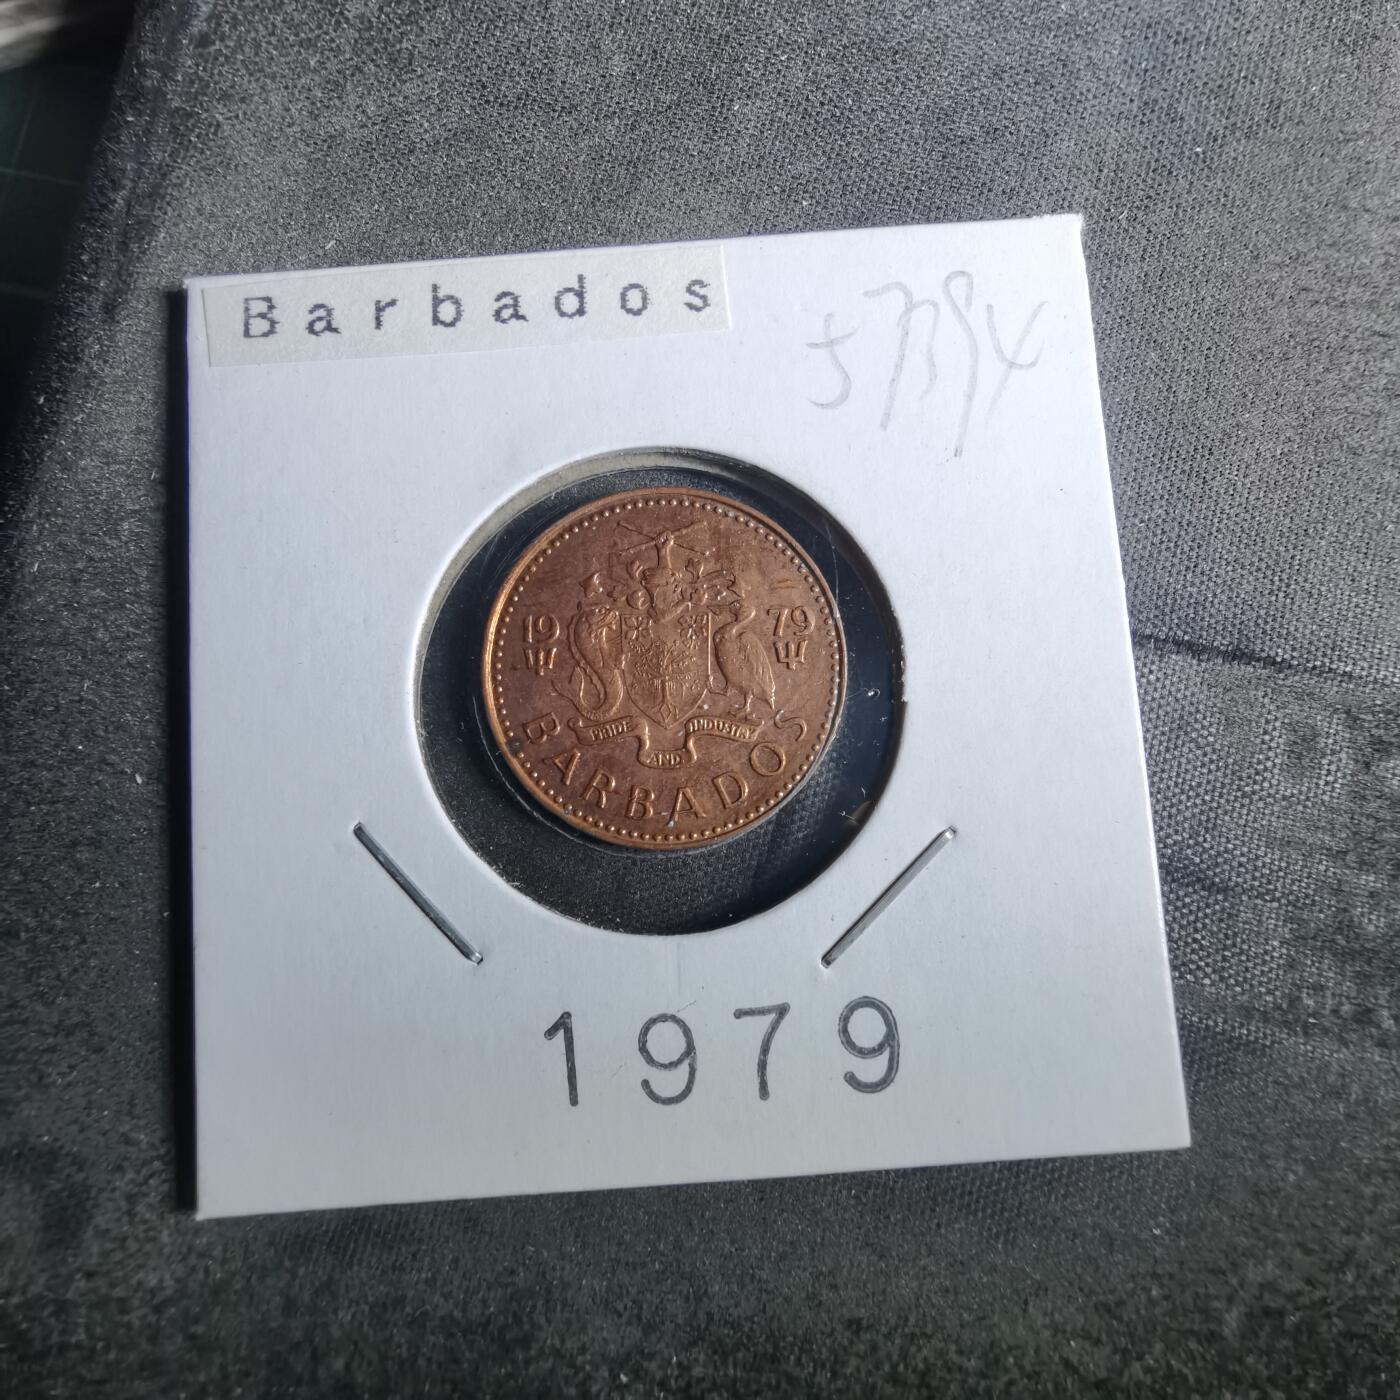 Barbados
19 79
PRIDE AND INDUSTRY
BARBADOS
1979